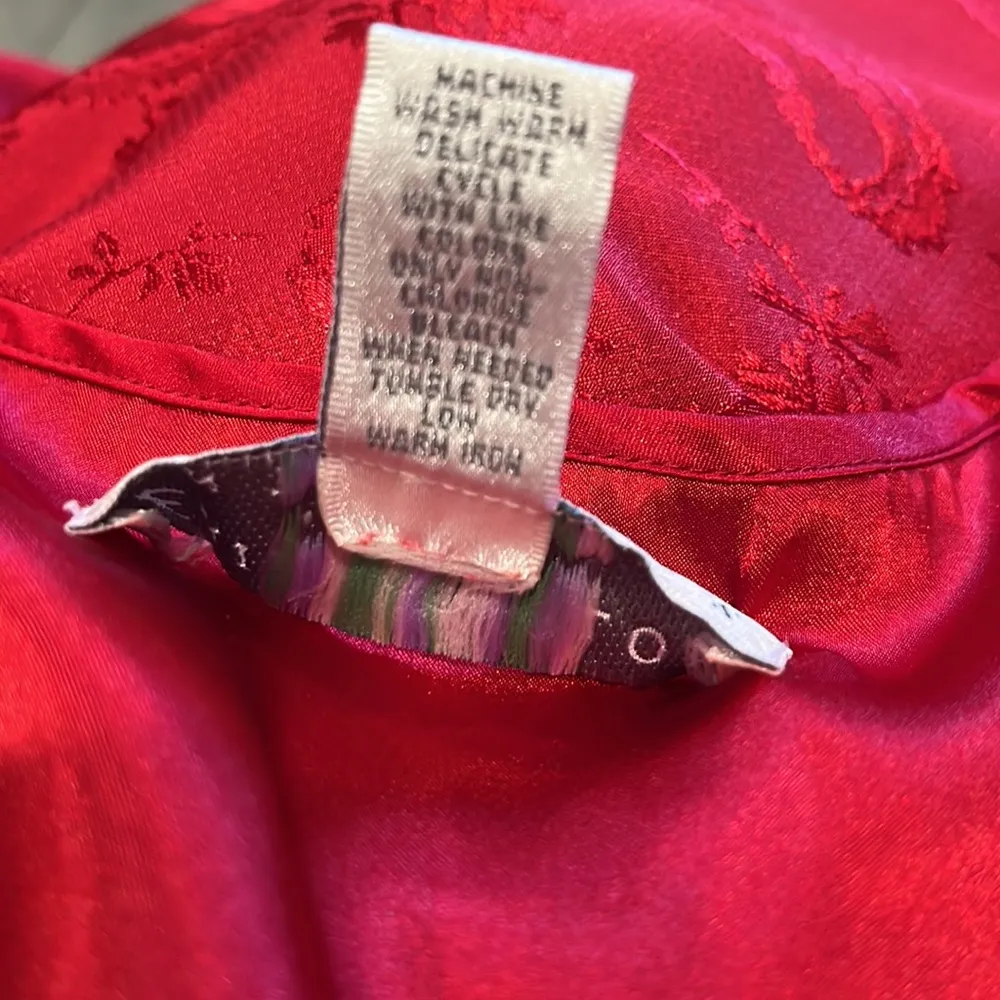 MACHINE
WASH WARM
DELICATE
CYCLE
WITH LIKE
COLORS
ONLY NON-
CHLORINE
BLEACH
WHEN NEEDED
TUMBLE DRY
LOW
WARM IRON
TO